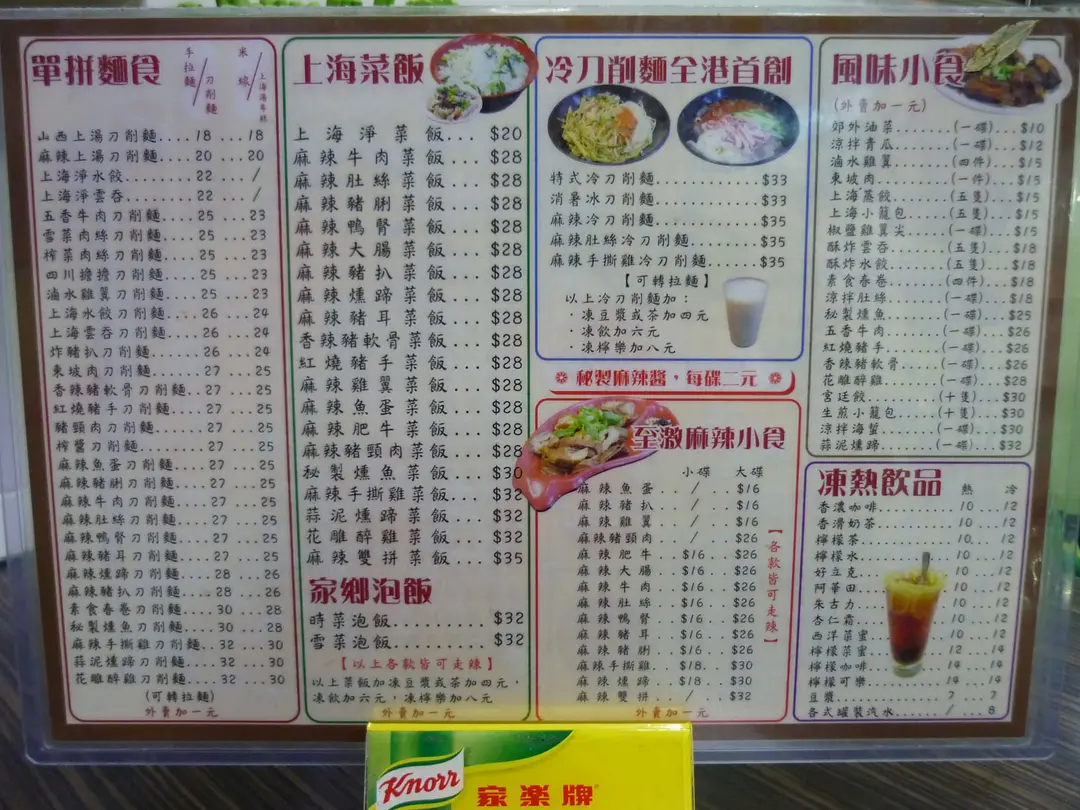 單拼麵食
手拉麵/刀削麵
米線/上海滬年糕
山西上湯刀削麵....18 ...18
麻辣上湯刀削麵....20 ...20
上海淨水餃........22 .../
上海淨雲吞........22 .../
五香牛肉刀削麵....25 ...23
雪菜肉絲刀削麵....25 ...23
榨菜肉絲刀削麵....25 ...23
四川擔擔刀削麵....25 ...23
滷水雞翼刀削麵....25 ...23
上海水餃刀削麵....26 ...24
上海雲吞刀削麵....26 ...24
炸豬扒刀削麵......26 ...24
東坡肉刀削麵......27 ...25
香辣豬軟骨刀削麵..27 ...25
紅燒豬手刀削麵....27 ...25
豬頸肉刀削麵......27 ...25
榨醬刀削麵........27 ...25
麻辣魚蛋刀削麵....27 ...25
麻辣豬脷刀削麵....27 ...25
麻辣牛肉刀削麵....27 ...25
麻辣肚絲刀削麵....27 ...25
麻辣鴨腎刀削麵....27 ...25
麻辣豬耳刀削麵....27 ...25
麻辣燻蹄刀削麵....28 ...26
麻辣豬扒刀削麵....28 ...26
素食春卷刀削麵....30 ...28
秘製燻魚刀削麵....30 ...28
麻辣手撕雞刀削麵..32 ...30
蒜泥燻蹄刀削麵....32 ...30
花雕醉雞刀削麵....32 ...30
(可轉拉麵)
外賣加一元
上海菜飯
上海淨菜飯...$20
麻辣牛肉菜飯...$28
麻辣肚絲菜飯...$28
麻辣豬脷菜飯...$28
麻辣鴨腎菜飯...$28
麻辣大腸菜飯...$28
麻辣豬扒菜飯...$28
麻辣燻蹄菜飯...$28
麻辣豬耳菜飯...$28
香辣豬軟骨菜飯...$28
紅燒豬手菜飯...$28
麻辣雞翼菜飯...$28
麻辣魚蛋菜飯...$28
麻辣肥牛菜飯...$28
麻辣豬頸肉菜飯...$28
秘製燻魚菜飯...$30
麻辣手撕雞菜飯...$32
蒜泥燻蹄菜飯...$32
花雕醉雞菜飯...$32
麻辣雙拼菜飯...$35
家鄉泡飯
時菜泡飯...........$32
雪菜泡飯...........$32
【以上各款皆可走辣】
以上菜飯加凍豆漿或茶加四元，
凍飲加六元，凍檸樂加八元
外賣加一元
冷刀削麵全港首創
特式冷刀削麵............$33
消暑冰刀削麵............$33
麻辣冷刀削麵............$35
麻辣肚絲冷刀削麵........$35
麻辣手撕雞冷刀削麵......$35
【可轉拉麵】
以上冷刀削麵加：
·凍豆漿或茶加四元
·凍飲加六元
·凍檸樂加八元
秘製麻辣醬，每碟二元
至激麻辣小食
小碟 大碟
麻辣魚蛋.../...$16
麻辣豬扒.../...$16
麻辣雞翼.../...$16
麻辣豬頸肉 / ...$26
麻辣肥牛...$16...$26
麻辣大腸...$16...$26
麻辣牛肉...$16...$26
麻辣肚絲...$16...$26
麻辣鴨腎...$16...$26
麻辣豬耳...$16...$26
麻辣豬脷...$16...$26
麻辣手撕雞...$18...$30
麻辣燻蹄...$18...$30
麻辣雙拼.../...$32
【各款皆可走辣】
外賣加一元
風味小食
(外賣加一元)
郊外油菜.......(一碟)...$10
涼拌青瓜.......(一碟)...$12
滷水雞翼.......(四件)...$15
東坡肉.........(一件)...$15
上海蒸餃.......(五隻)...$15
上海小籠包.....(五隻)...$15
椒鹽雞翼尖.....(一碟)...$15
酥炸雲吞.......(五隻)...$18
酥炸水餃.......(五隻)...$18
素食春卷.......(四件)...$18
涼拌肚絲.......(一碟)...$18
秘製燻魚.......(一碟)...$25
五香牛肉.......(一碟)...$26
紅燒豬手.......(一碟)...$26
香辣豬軟骨.....(一碟)...$26
花雕醉雞.......(一碟)...$28
宮廷餃.........(十隻)...$30
生煎小籠包.....(十隻)...$30
涼拌海蜇.......(一碟)...$30
蒜泥燻蹄.......(一碟)...$32
凍熱飲品
熱 冷
香濃咖啡..........10 ...12
香滑奶茶..........10 ...12
檸檬茶............10 ...12
檸檬水............10 ...12
好立克............10 ...12
阿華田............10 ...12
朱古力............10 ...12
杏仁霜............10 ...12
西洋菜蜜..........10 ...12
檸檬菜蜜..........12 ...14
檸檬咖啡..........14 ...14
檸檬可樂..........14 ...14
豆漿..............7 ...7
各式罐裝汽水....../ ...8
Knorr
家樂牌